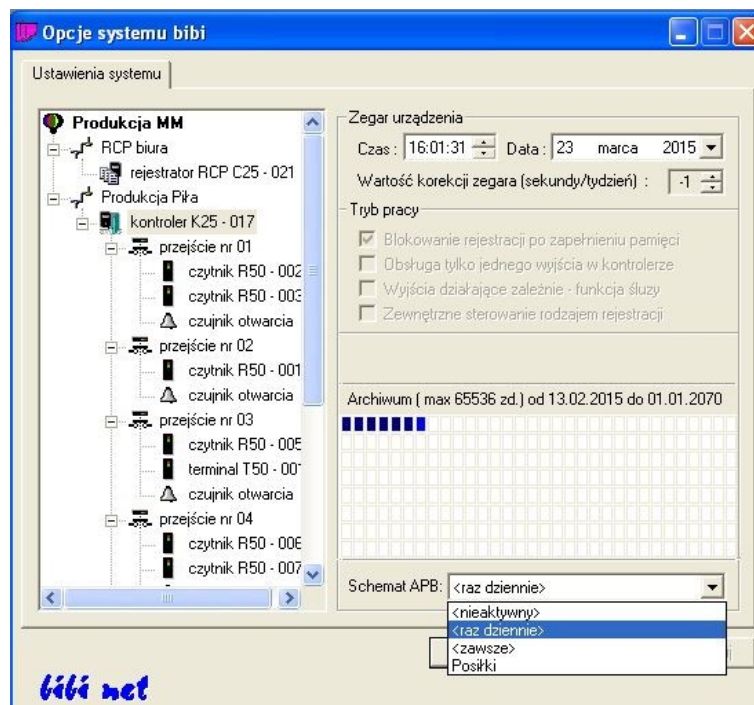 Opcje systemu bibi
Ustawienia systemu
Produkcja MM
RCP biura
rejestrator RCP C25 - 021
Produkcja Piła
kontroler K25 - 017
przejście nr 01
czytnik R50 - 002
czytnik R50 - 003
czujnik otwarcia
przejście nr 02
czytnik R50 - 001
czujnik otwarcia
przejście nr 03
czytnik R50 - 005
terminal T50 - 00
czujnik otwarcia
przejście nr 04
czytnik R50 - 006
czytnik R50 - 007
Zegar urządzenia
Czas : 16:01:31 Data : 23 marca 2015
Wartość korekcji zegara (sekundy/tydzień) : -1
Tryb pracy
Blokowanie rejestracji po zapełnieniu pamięci
Obsługa tylko jednego wyjścia w kontrolerze
Wyjścia działające zależnie - funkcja śluzy
Zewnętrzne sterowanie rodzajem rejestracji
Archiwum ( max 65536 zd.) od 13.02.2015 do 01.01.2070
Schemat APB: <raz dziennie>
<nieaktywny>
<raz dziennie>
<zawsze>
Posiłki
bibi net